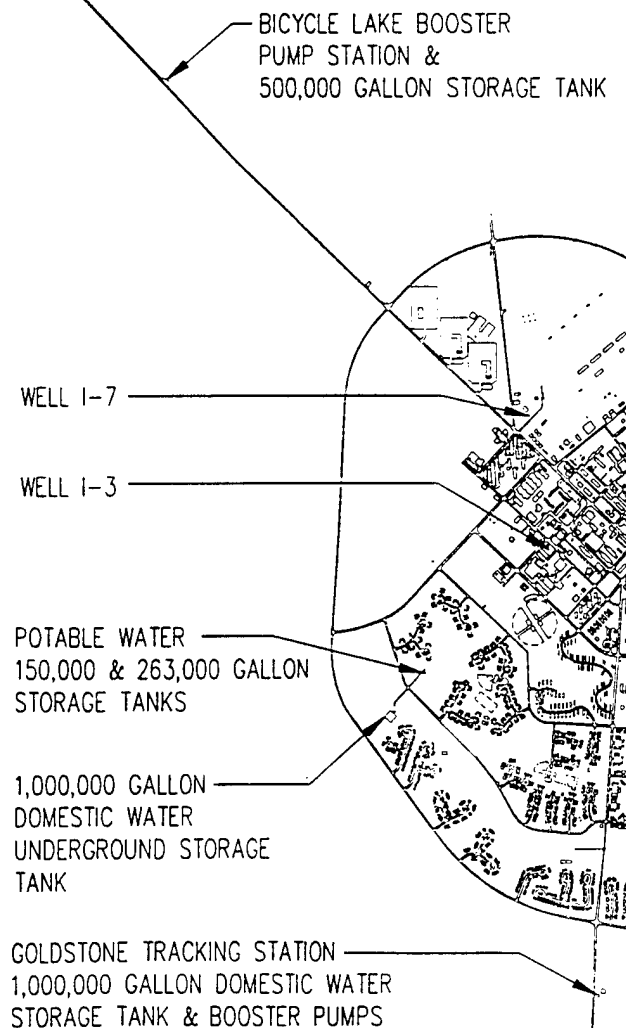 BICYCLE LAKE BOOSTER
PUMP STATION &
500,000 GALLON STORAGE TANK
WELL I-7
WELL I-3
POTABLE WATER
150,000 & 263,000 GALLON
STORAGE TANKS
1,000,000 GALLON
DOMESTIC WATER
UNDERGROUND STORAGE
TANK
GOLDSTONE TRACKING STATION
1,000,000 GALLON DOMESTIC WATER
STORAGE TANK & BOOSTER PUMPS